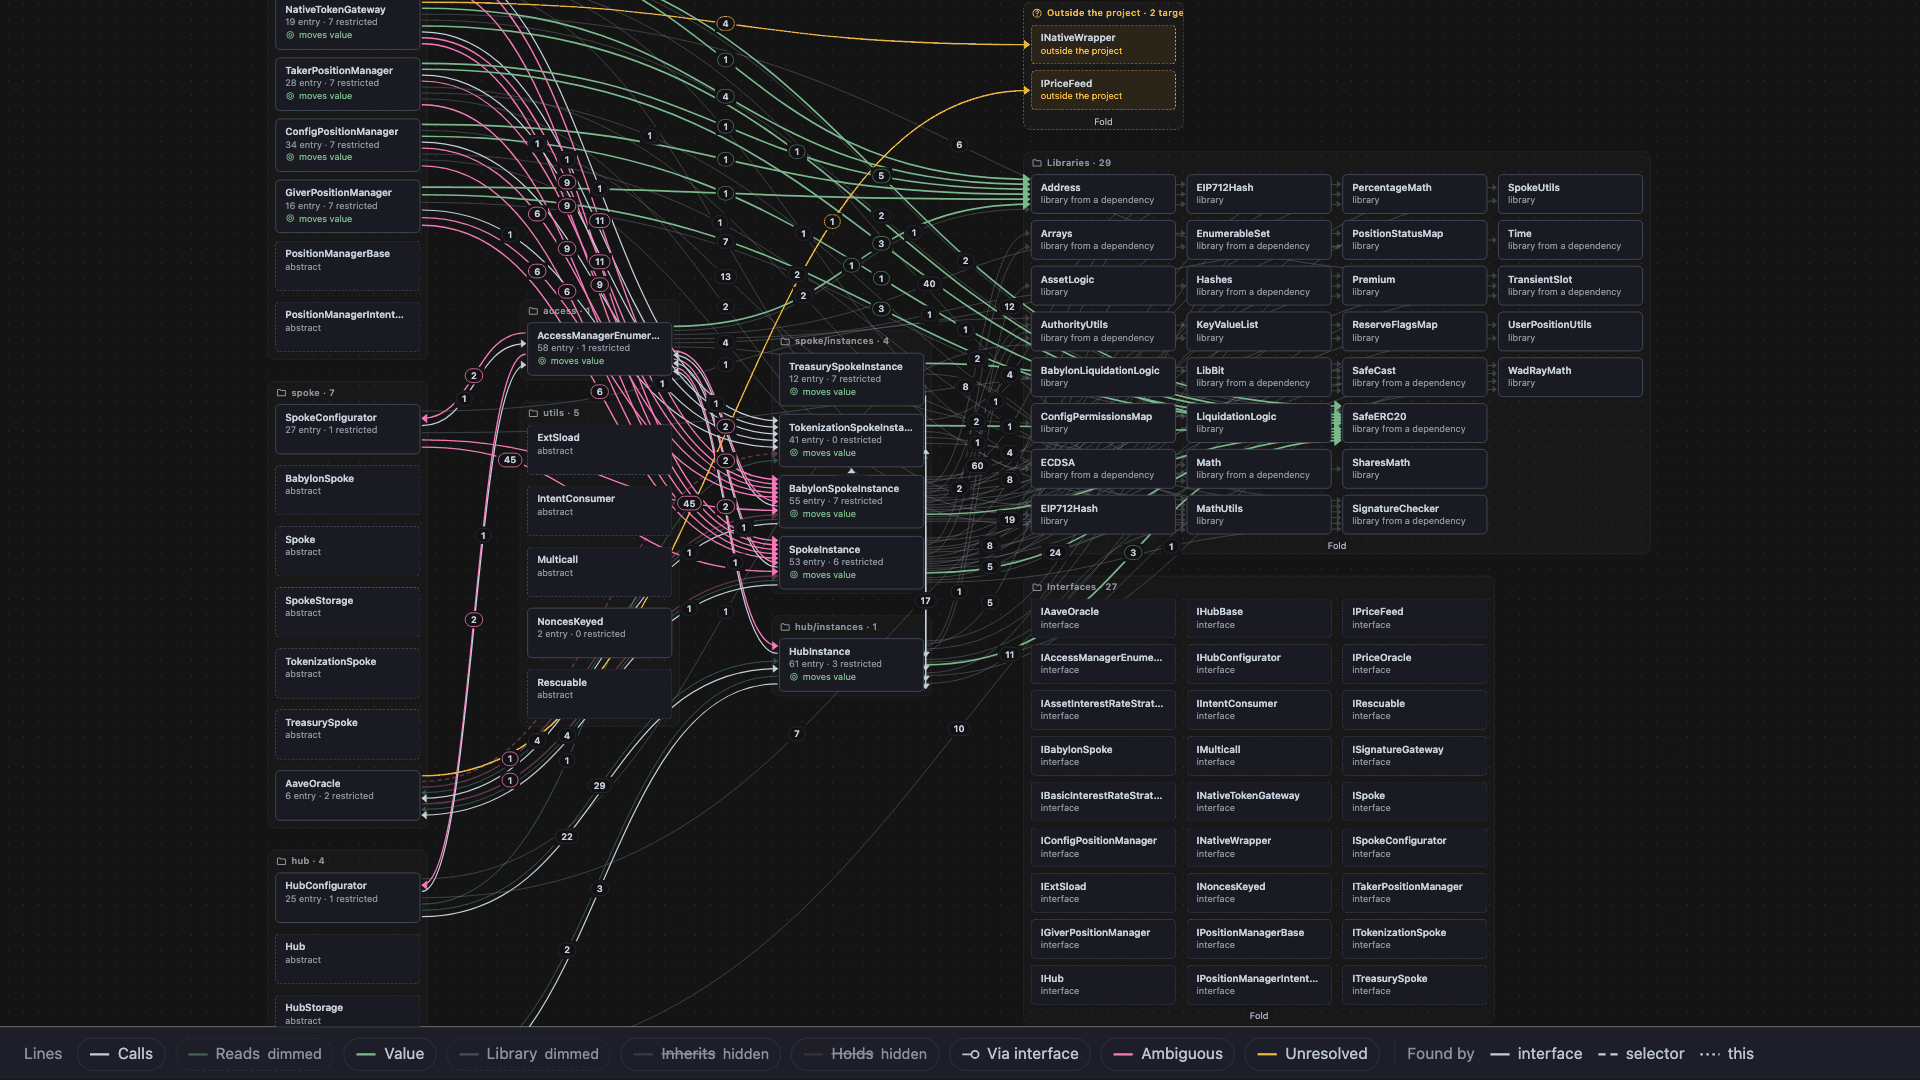 NativeTokenGateway
19 entry · 7 restricted
moves value
TakerPositionManager
28 entry · 7 restricted
moves value
ConfigPositionManager
34 entry · 7 restricted
moves value
GiverPositionManager
16 entry · 7 restricted
moves value
PositionManagerBase
abstract
PositionManagerIntent...
abstract
spoke · 7
SpokeConfigurator
27 entry · 1 restricted
BabylonSpoke
abstract
Spoke
abstract
SpokeStorage
abstract
TokenizationSpoke
abstract
TreasurySpoke
abstract
AaveOracle
6 entry · 2 restricted
hub · 4
HubConfigurator
25 entry · 1 restricted
Hub
abstract
HubStorage
abstract
access · 1
AccessManagerEnumer...
58 entry · 1 restricted
moves value
utils · 5
ExtSload
abstract
IntentConsumer
abstract
Multicall
abstract
NoncesKeyed
2 entry · 0 restricted
Rescuable
abstract
spoke/instances · 4
TreasurySpokeInstance
12 entry · 7 restricted
moves value
TokenizationSpokeInsta...
41 entry · 0 restricted
moves value
BabylonSpokeInstance
55 entry · 7 restricted
moves value
SpokeInstance
53 entry · 6 restricted
moves value
hub/instances · 1
HubInstance
61 entry · 3 restricted
moves value
Outside the project · 2 targe
INativeWrapper
outside the project
IPriceFeed
outside the project
Fold
Libraries · 29
Address
library from a dependency
EIP712Hash
library
PercentageMath
library
SpokeUtils
library
Arrays
library from a dependency
EnumerableSet
library from a dependency
PositionStatusMap
library
Time
library from a dependency
AssetLogic
library
Hashes
library from a dependency
Premium
library
TransientSlot
library from a dependency
AuthorityUtils
library from a dependency
KeyValueList
library
ReserveFlagsMap
library
UserPositionUtils
library
BabylonLiquidationLogic
library
LibBit
library
SafeCast
library from a dependency
WadRayMath
library
ConfigPermissionsMap
library
LiquidationLogic
library
SafeERC20
library from a dependency
ECDSA
library from a dependency
Math
library from a dependency
SharesMath
library
EIP712Hash
library
MathUtils
library
SignatureChecker
library from a dependency
Fold
Interfaces · 27
IAaveOracle
interface
IHubBase
interface
IPriceFeed
interface
IAccessManagerEnume...
interface
IHubConfigurator
interface
IPriceOracle
interface
IAssetInterestRateStrat...
interface
IIntentConsumer
interface
IRescuable
interface
IBabylonSpoke
interface
IMulticall
interface
ISignatureGateway
interface
IBasicInterestRateStrat...
interface
INativeTokenGateway
interface
ISpoke
interface
IConfigPositionManager
interface
INativeWrapper
interface
ISpokeConfigurator
interface
IExtSload
interface
INoncesKeyed
interface
ITakerPositionManager
interface
IGiverPositionManager
interface
IPositionManagerBase
interface
ITokenizationSpoke
interface
IHub
interface
IPositionManagerIntent...
interface
ITreasurySpoke
interface
Fold
Lines Calls Reads dimmed Value Library dimmed Inherits hidden Holds hidden Via interface Ambiguous Unresolved Found by interface selector this